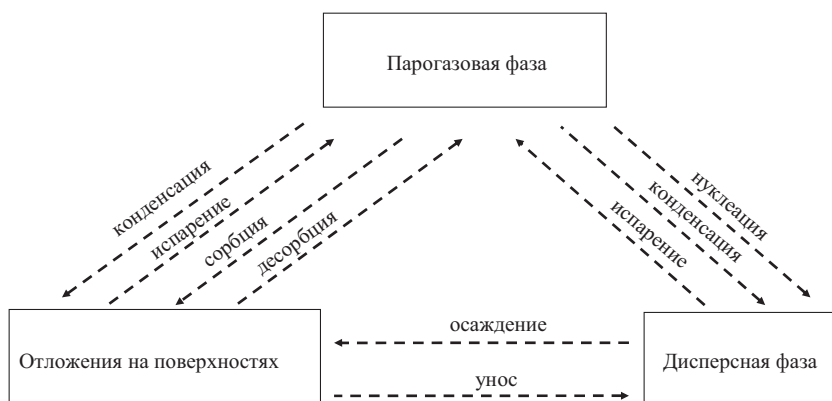 Парогазовая фаза
конденсация
испарение
сорбция
десорбция
испарение
конденсация
нуклеация
Отложения на поверхностях
осаждение
унос
Дисперсная фаза